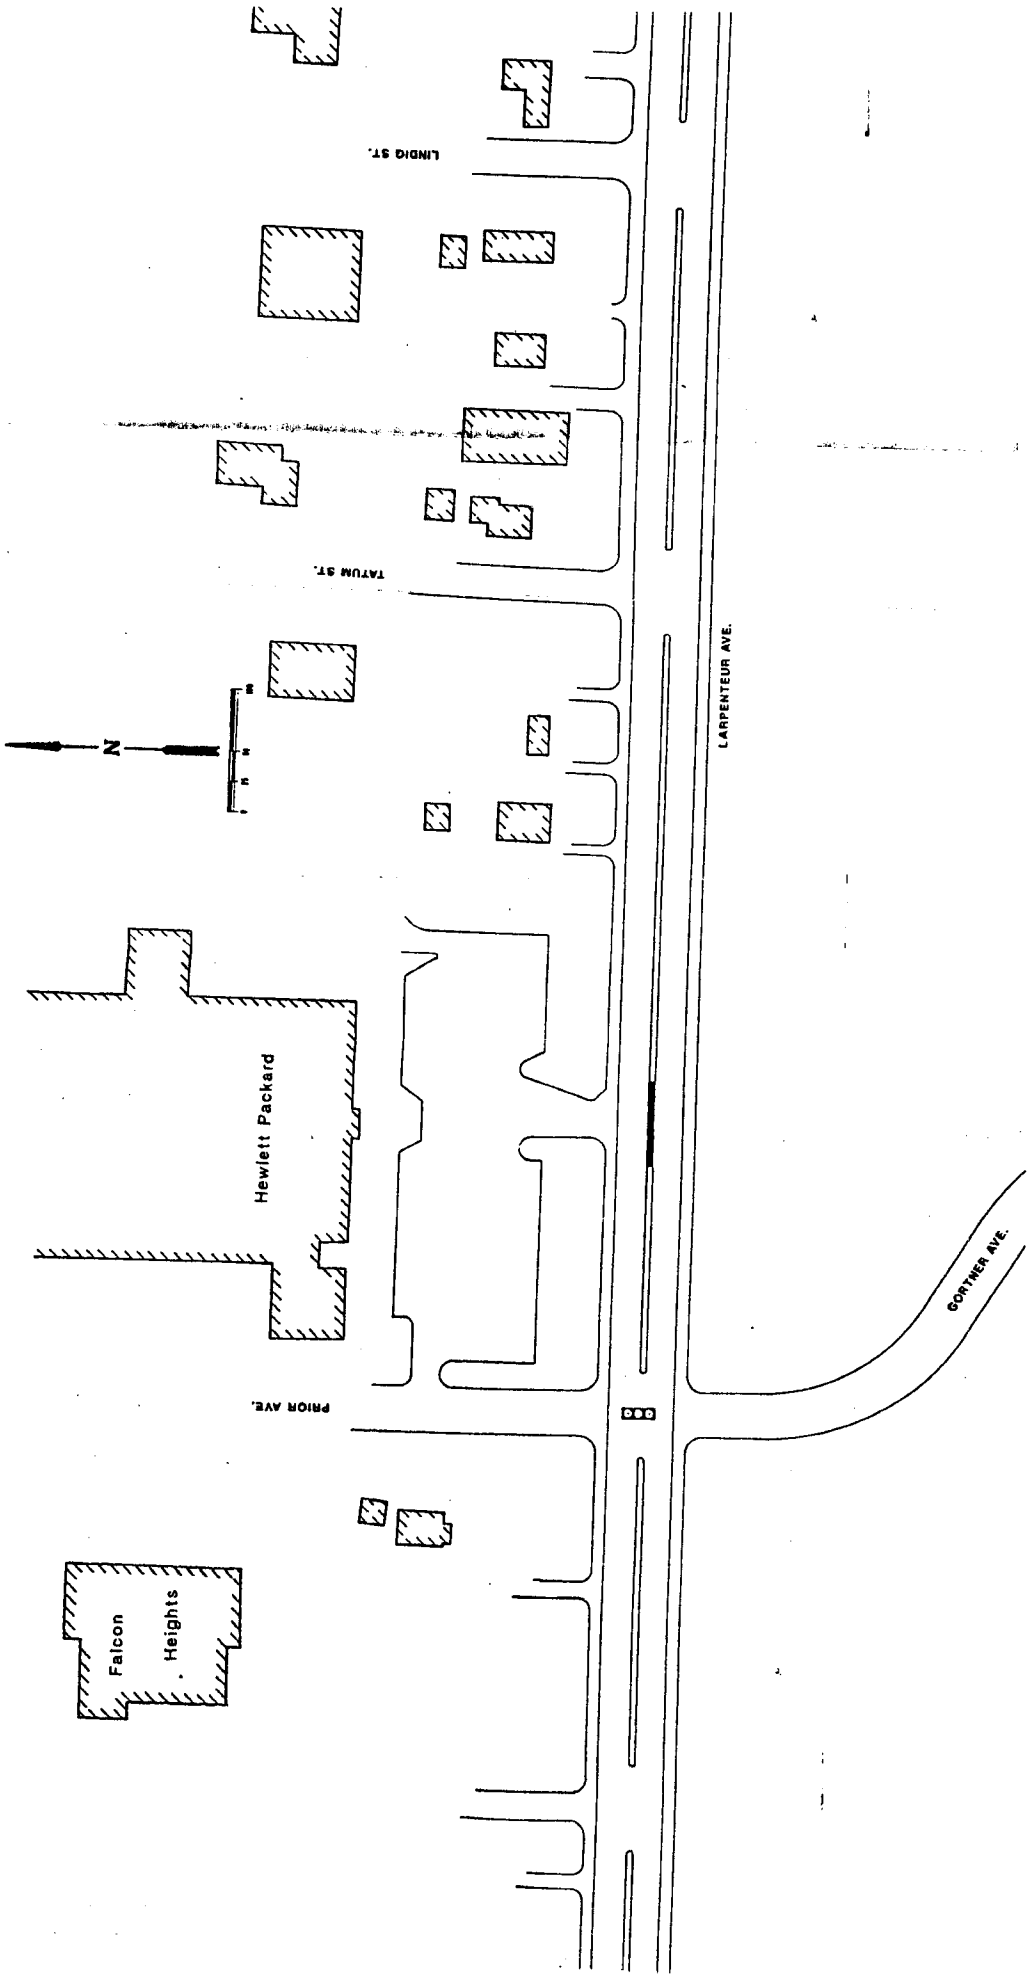 LINDIG ST.
TATUM ST.
N
LARPENTEUR AVE.
Hewlett Packard
GORTNER AVE.
PRIOR AVE.
Falcon
Heights